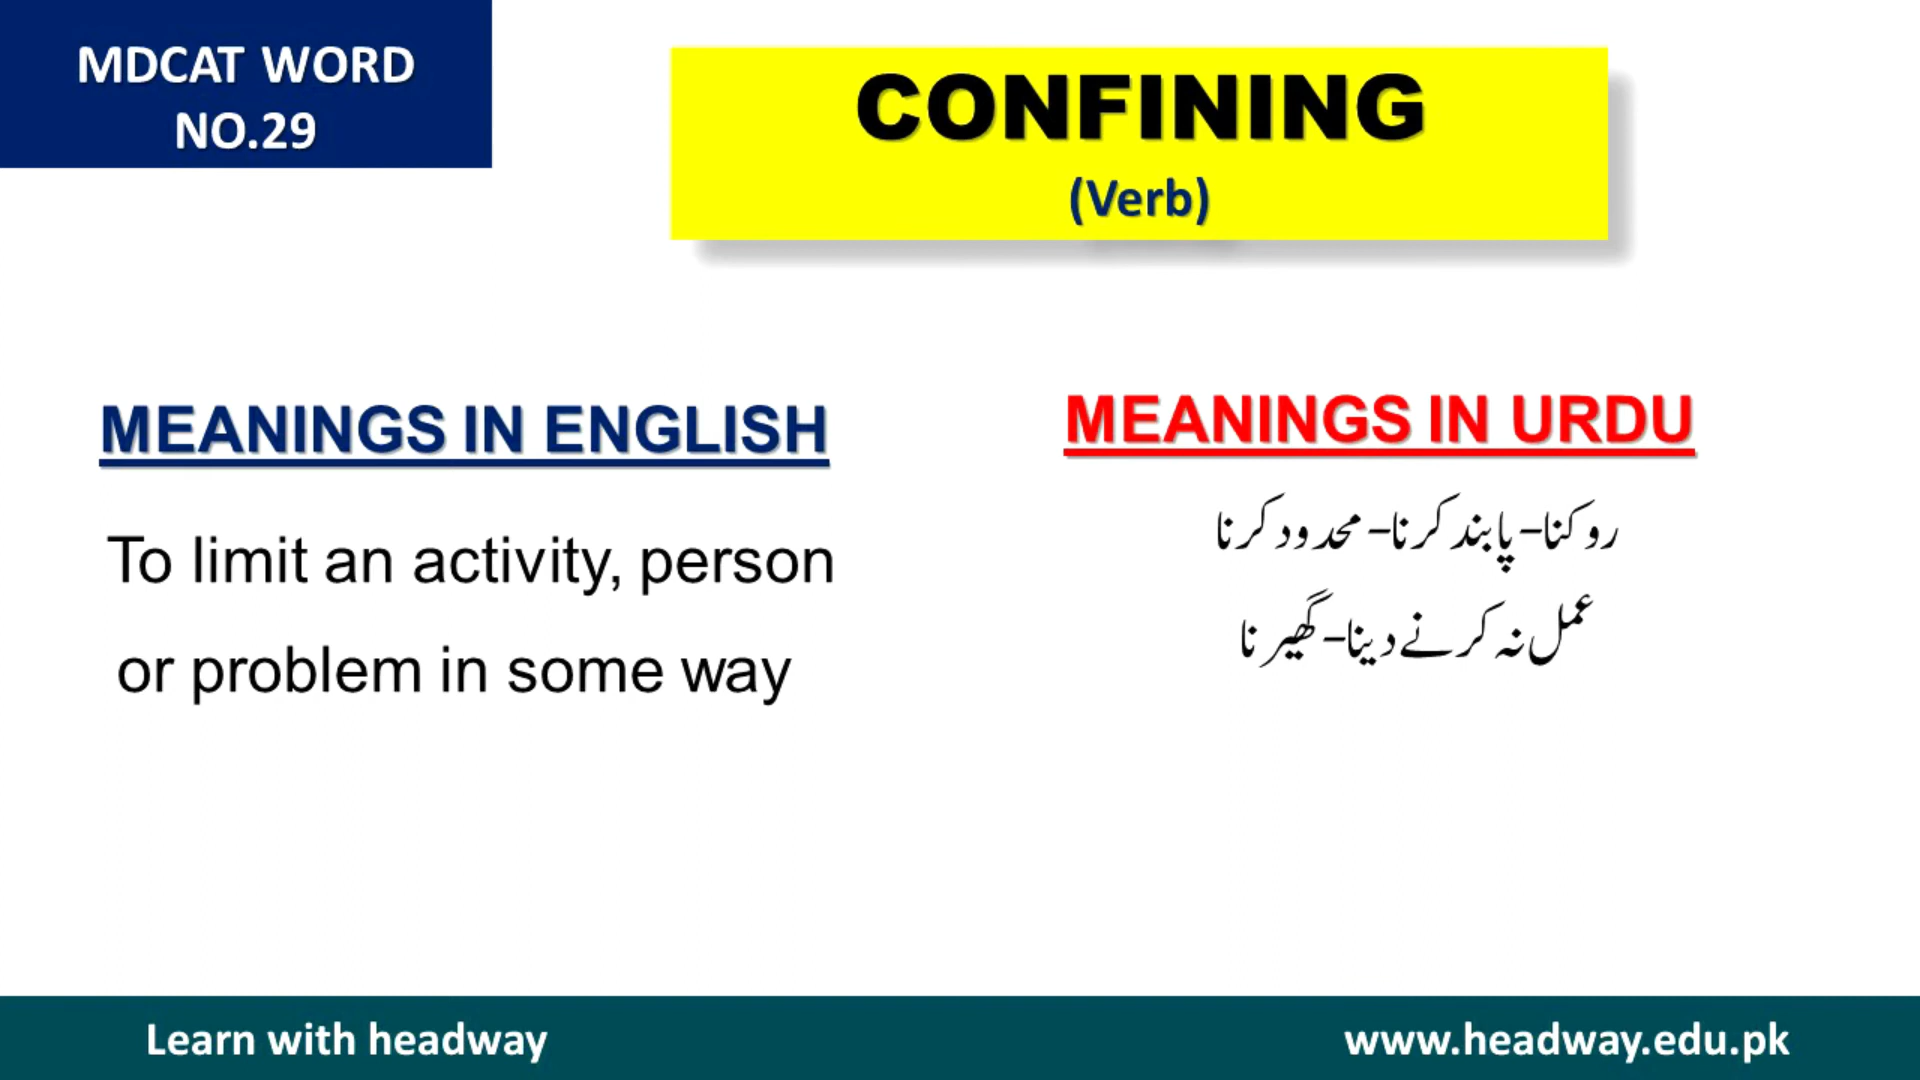 MDCAT WORD
NO.29
CONFINING
(Verb)
MEANINGS IN ENGLISH
To limit an activity, person
or problem in some way
MEANINGS IN URDU
روکنا-پابند کرنا-محدود کرنا
عمل نہ کرنے دینا-گھیرنا
Learn with headway
www.headway.edu.pk